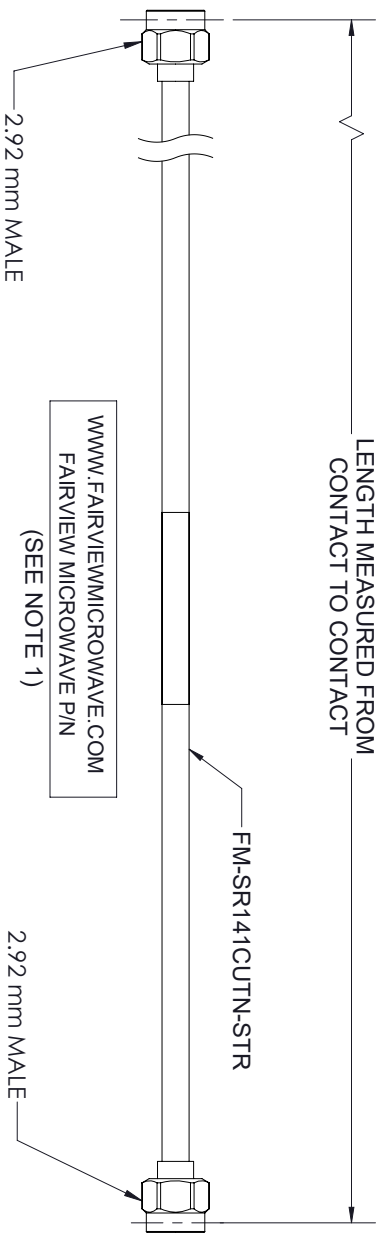 LENGTH MEASURED FROM
CONTACT TO CONTACT
FM-SR141CUTN-STR
WWW.FAIRVIEWMICROWAVE.COM
FAIRVIEW MICROWAVE P/N
(SEE NOTE 1)
2.92 mm MALE
2.92 mm MALE